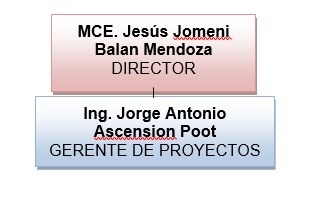 MCE. Jesús Jomeni
Balan Mendoza
DIRECTOR
Ing. Jorge Antonio
Ascension Poot
GERENTE DE PROYECTOS